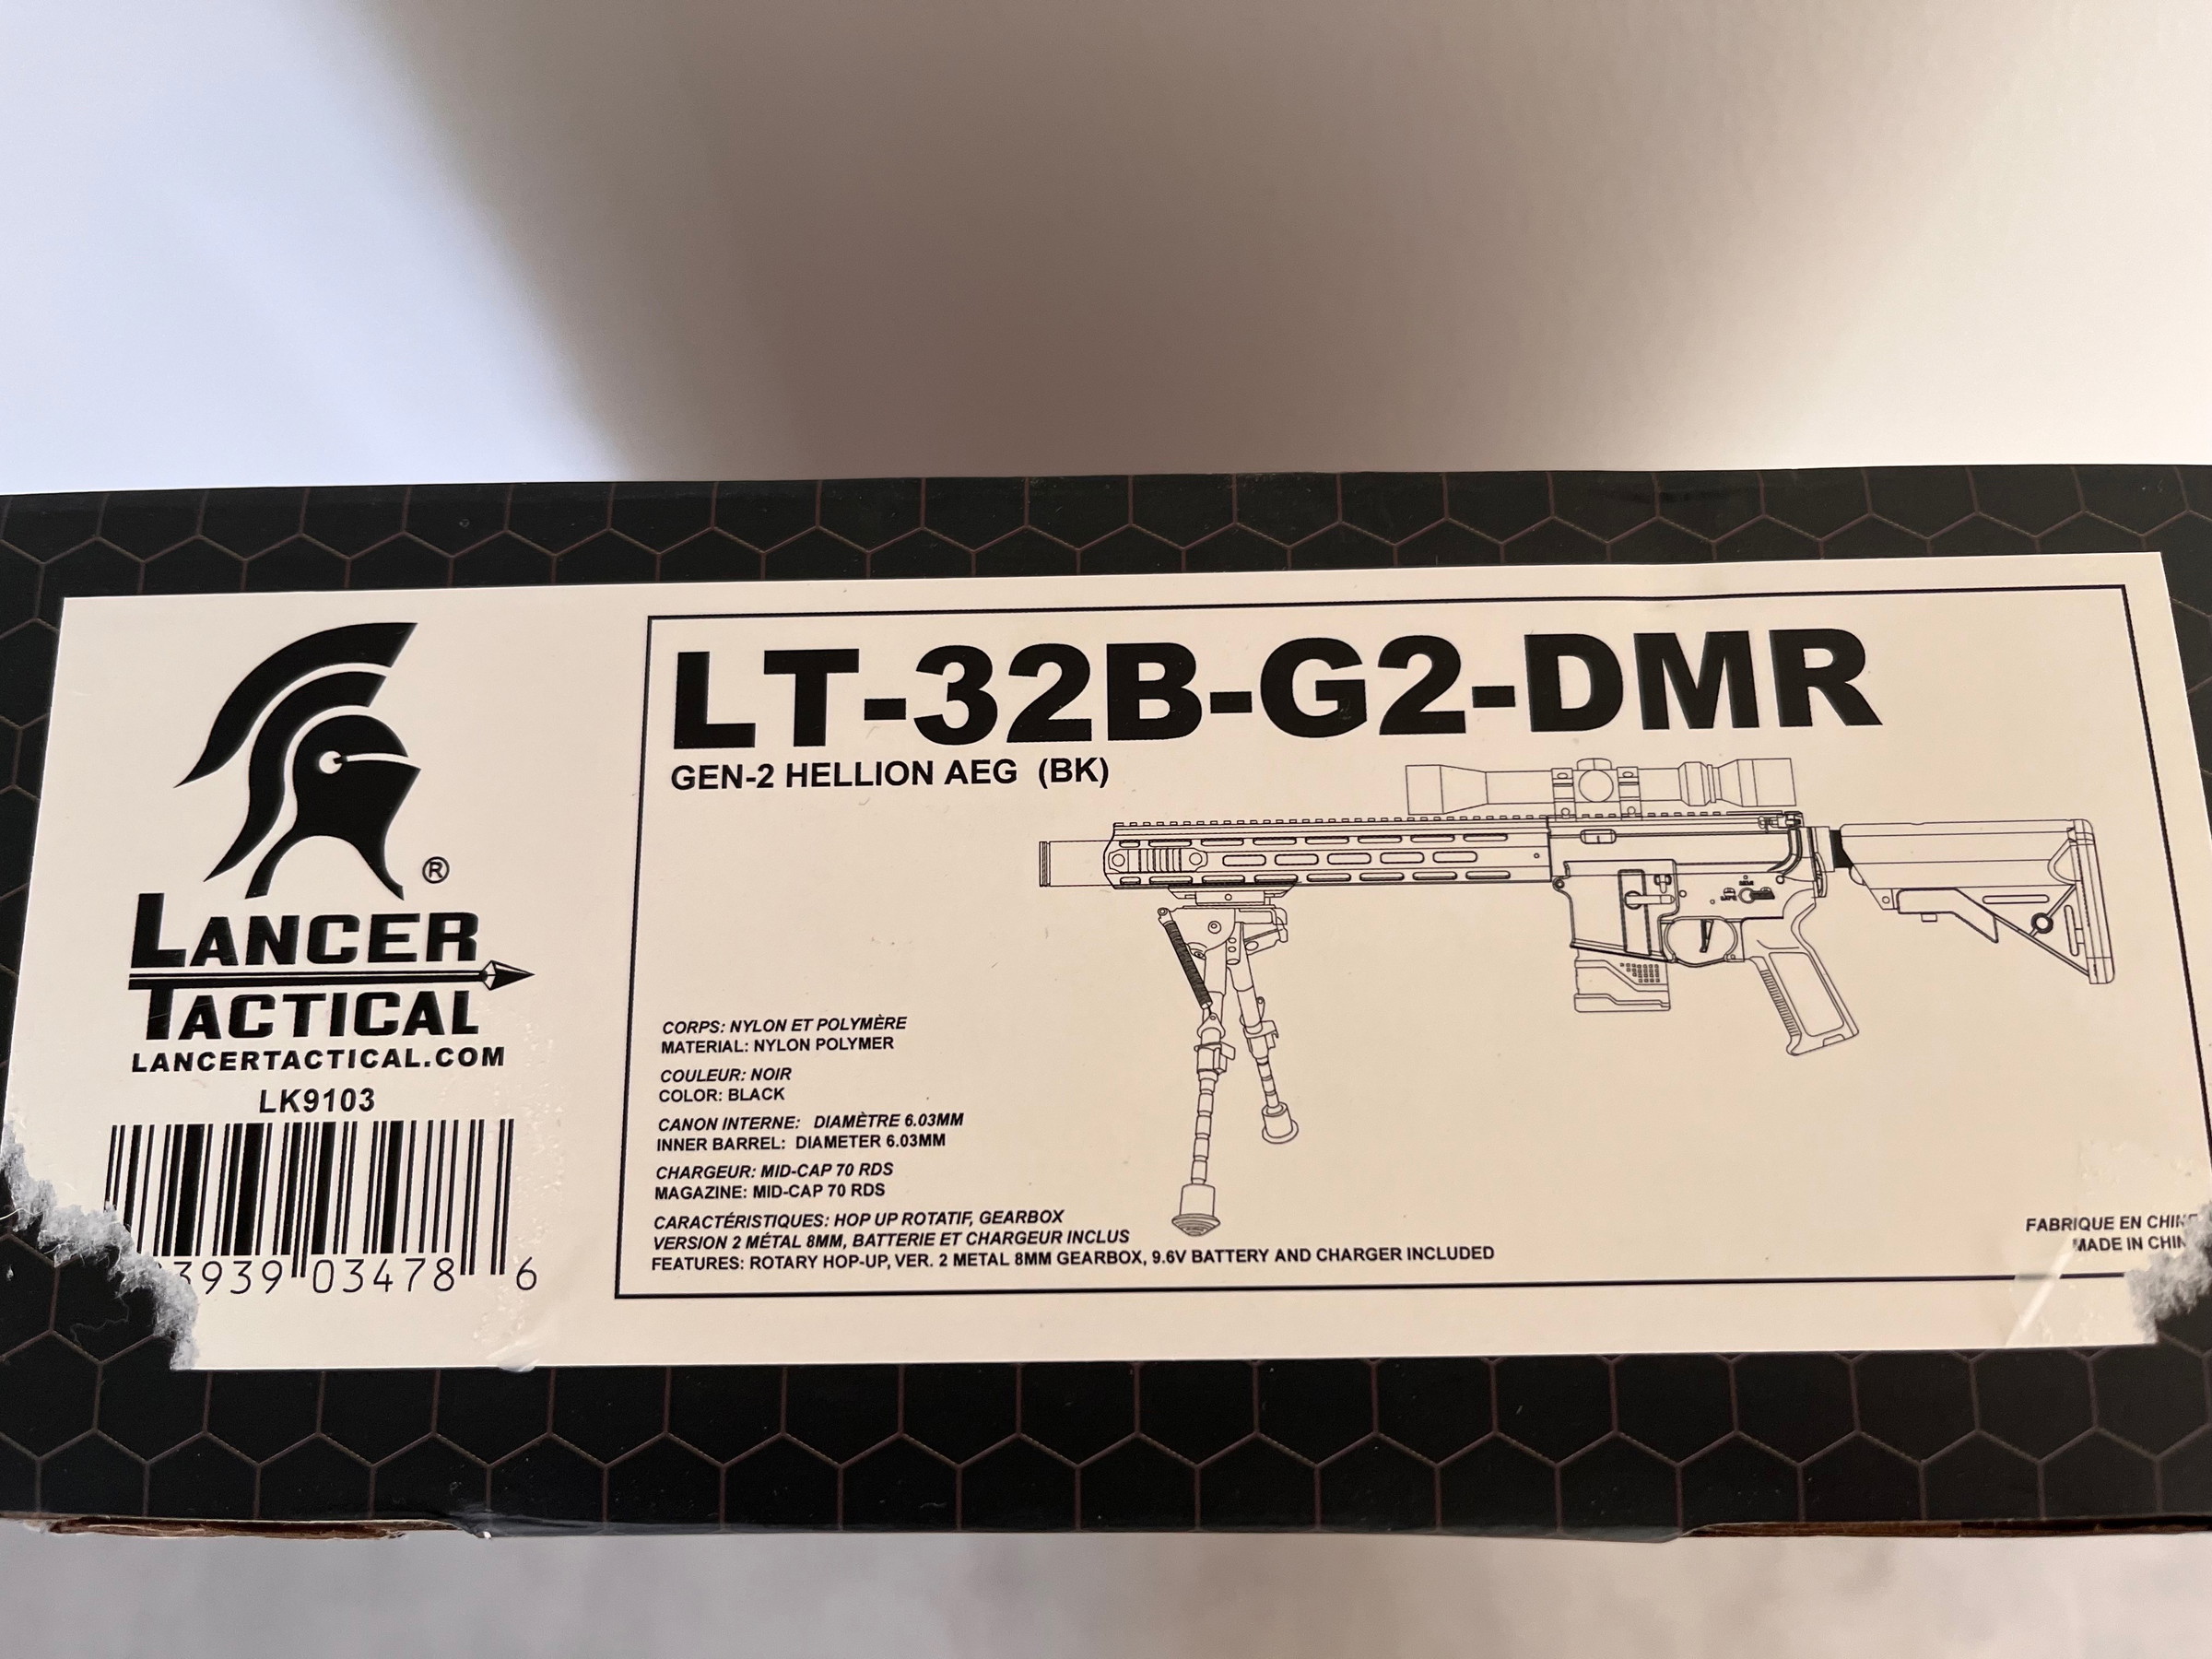 LANCER
TACTICAL
®
LANCERTACTICAL.COM
LK9103
3939 03478 6
LT-32B-G2-DMR
GEN-2 HELLION AEG (BK)
CORPS: NYLON ET POLYMÈRE
MATERIAL: NYLON POLYMER
COULEUR: NOIR
COLOR: BLACK
CANON INTERNE: DIAMÈTRE 6.03MM
INNER BARREL: DIAMETER 6.03MM
CHARGEUR: MID-CAP 70 RDS
MAGAZINE: MID-CAP 70 RDS
CARACTÉRISTIQUES: HOP UP ROTATIF, GEARBOX
VERSION 2 MÉTAL 8MM, BATTERIE ET CHARGEUR INCLUS
FEATURES: ROTARY HOP-UP, VER. 2 METAL 8MM GEARBOX, 9.6V BATTERY AND CHARGER INCLUDED
FABRIQUE EN CHINE
MADE IN CHIN